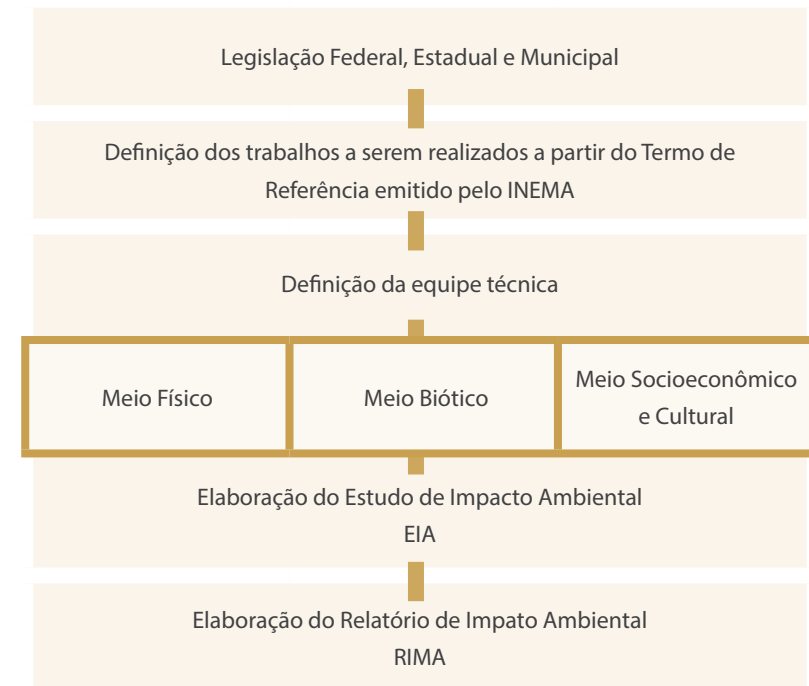 Legislação Federal, Estadual e Municipal
Definição dos trabalhos a serem realizados a partir do Termo de
Referência emitido pelo INEMA
Definição da equipe técnica
Meio Físico
Meio Biótico
Meio Socioeconômico
e Cultural
Elaboração do Estudo de Impacto Ambiental
EIA
Elaboração do Relatório de Impato Ambiental
RIMA